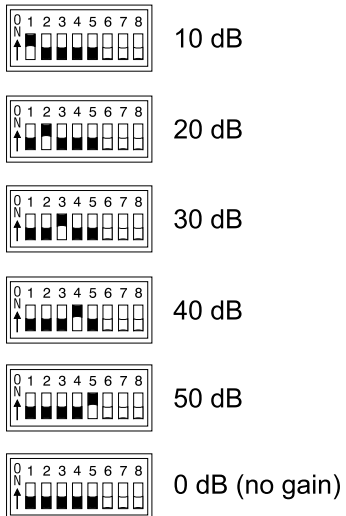 ON 1 2 3 4 5 6 7 8 10 dB
ON 1 2 3 4 5 6 7 8 20 dB
ON 1 2 3 4 5 6 7 8 30 dB
ON 1 2 3 4 5 6 7 8 40 dB
ON 1 2 3 4 5 6 7 8 50 dB
ON 1 2 3 4 5 6 7 8 0 dB (no gain)